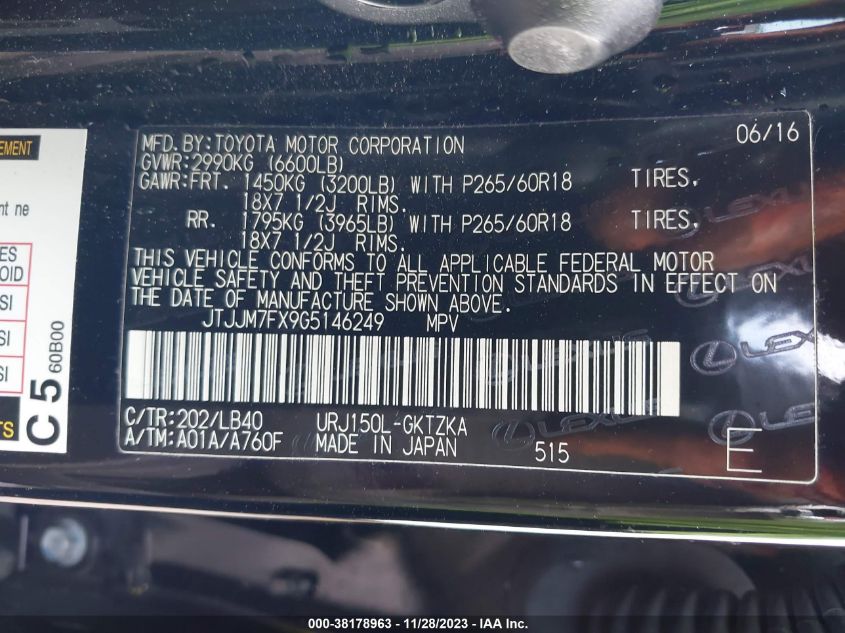 MFD. BY: TOYOTA MOTOR CORPORATION 06/16
GVWR: 2990KG (6600LB)
GAWR: FRT. 1450KG (3200LB) WITH P265/60R18 TIRES,
18X7 1/2J RIMS.
RR. 1795KG (3965LB) WITH P265/60R18 TIRES,
18X7 1/2J RIMS.
THIS VEHICLE CONFORMS TO ALL APPLICABLE FEDERAL MOTOR
VEHICLE SAFETY AND THEFT PREVENTION STANDARDS IN EFFECT ON
THE DATE OF MANUFACTURE SHOWN ABOVE.
JTJJM7FX9G5146249 MPV
C/TR: 202/LB40 URJ150L-GKTZKA
A/TM: A01A/A760F MADE IN JAPAN 515 E
LEXUS
LEXUS
C5 60B00
000-38178963 - 11/28/2023 - IAA Inc.